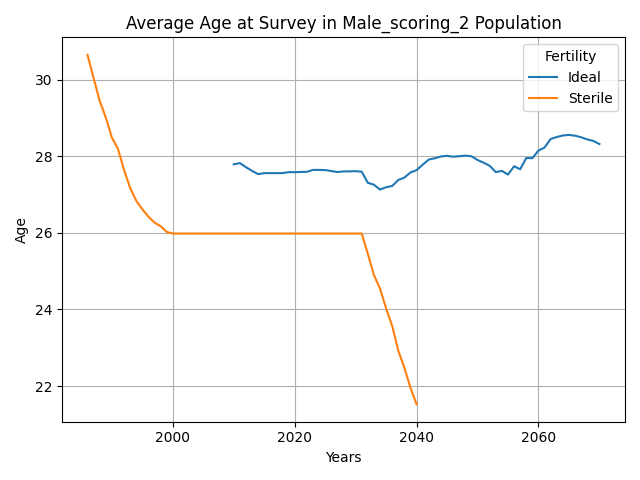 Average Age at Survey in Male_scoring_2 Population
Fertility
Ideal
Sterile
Age
30
28
26
24
22
2000
2020
2040
2060
Years